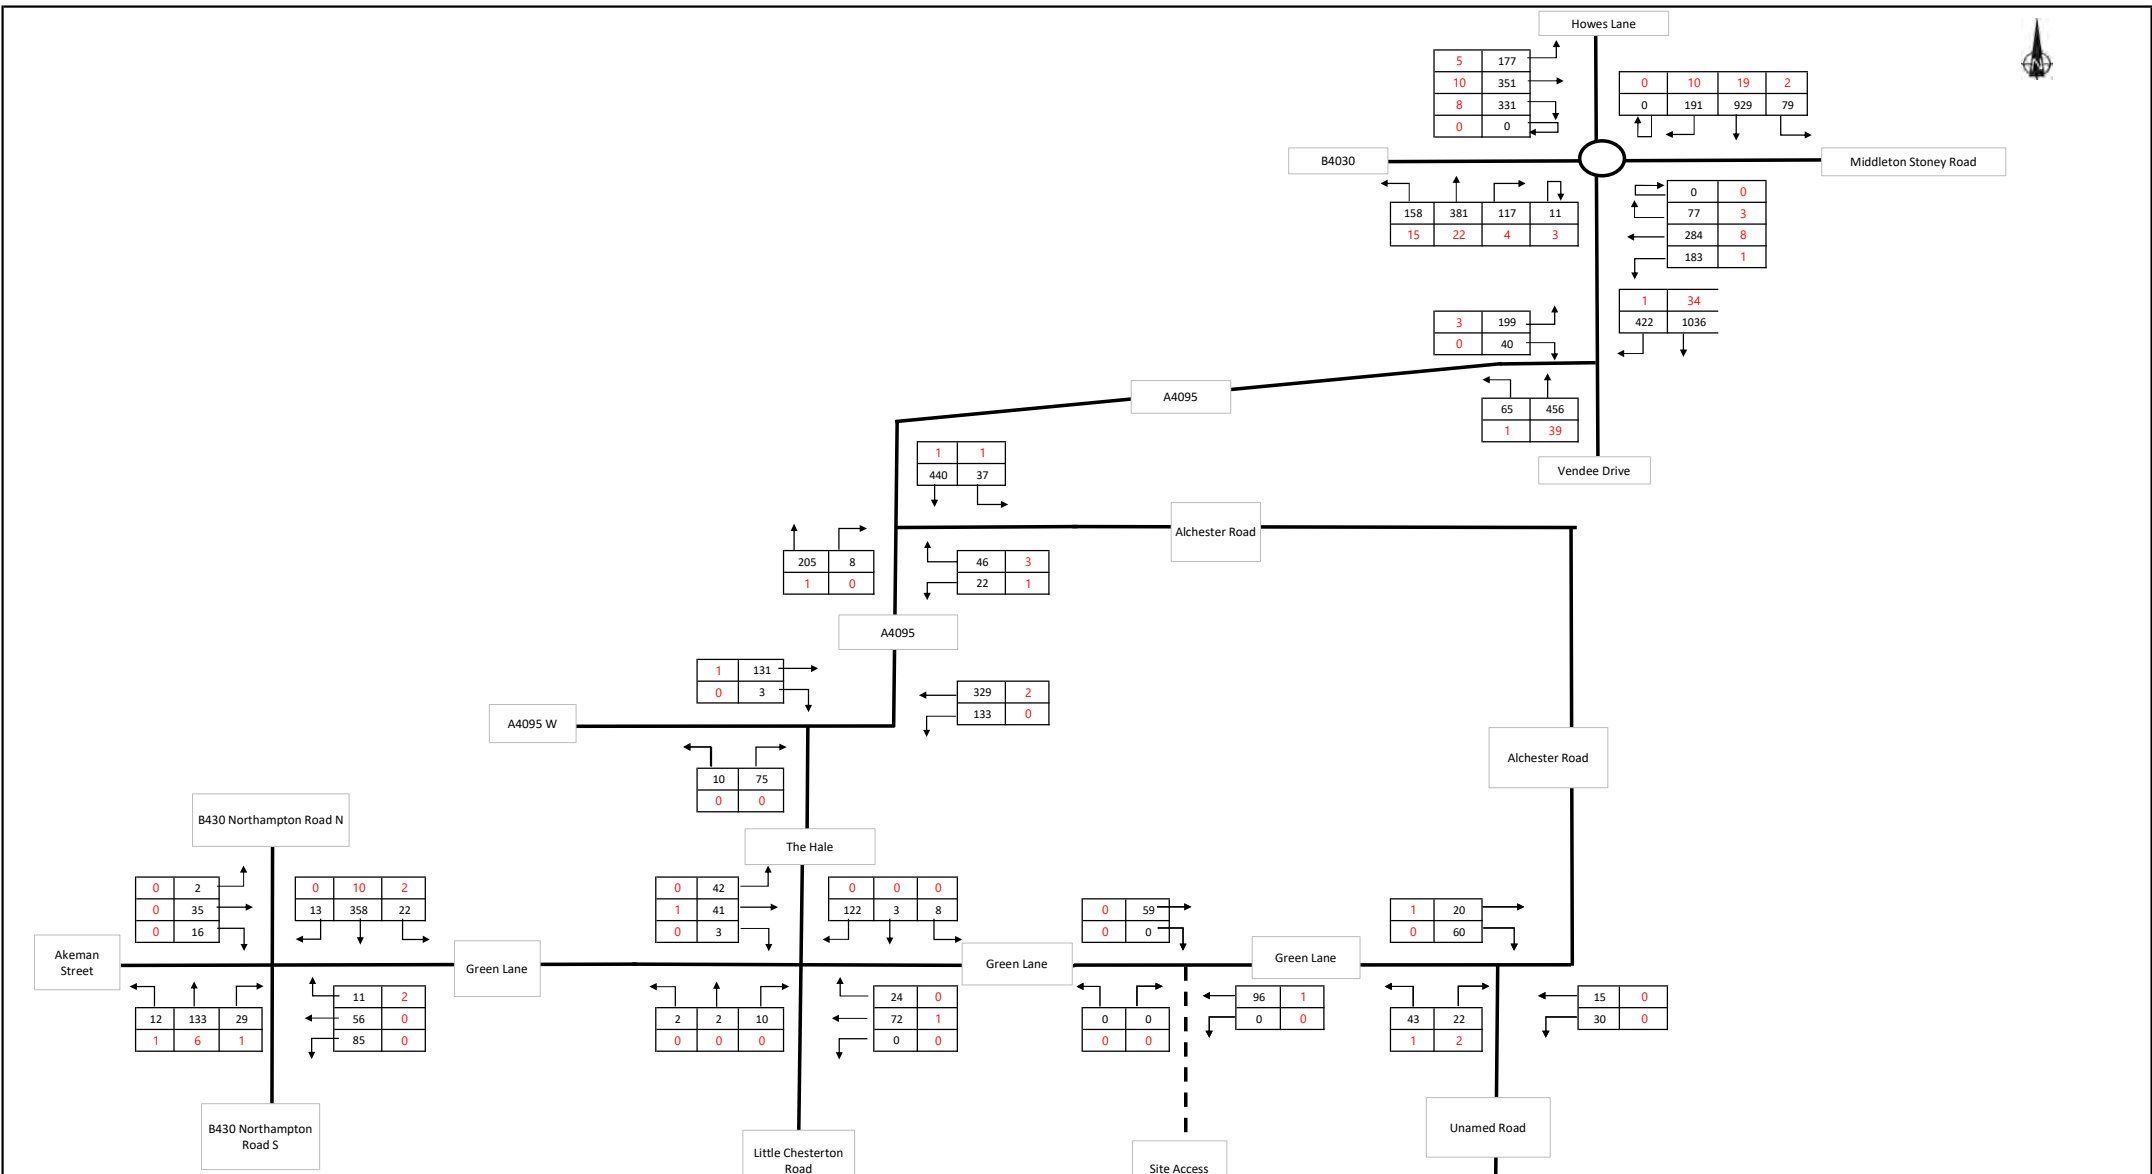 Howes Lane
5 177
10 351
8 331
0 0
0 10 19 2
0 191 929 79
B4030
Middleton Stoney Road
158 381 117 11
15 22 4 3
0 0
77 3
284 8
183 1
1 34
422 1036
3 199
0 40
A4095
65 456
1 39
Vendee Drive
1 1
440 37
Alchester Road
205 8
1 0
46 3
22 1
A4095
1 131
0 3
329 2
133 0
A4095 W
10 75
0 0
Alchester Road
B430 Northampton Road N
The Hale
0 2
0 35
0 16
0 10 2
13 358 22
0 42
1 41
0 3
0 0 0
122 3 8
0 59
0 0
1 20
0 60
Akeman
Street
Green Lane
Green Lane
Green Lane
12 133 29
1 6 1
11 2
56 0
85 0
2 2 10
0 0 0
24 0
72 1
0 0
0 0
0 0
96 1
0 0
43 22
1 2
15 0
30 0
B430 Northampton
Road S
Little Chesterton
Road
Site Access
Unamed Road